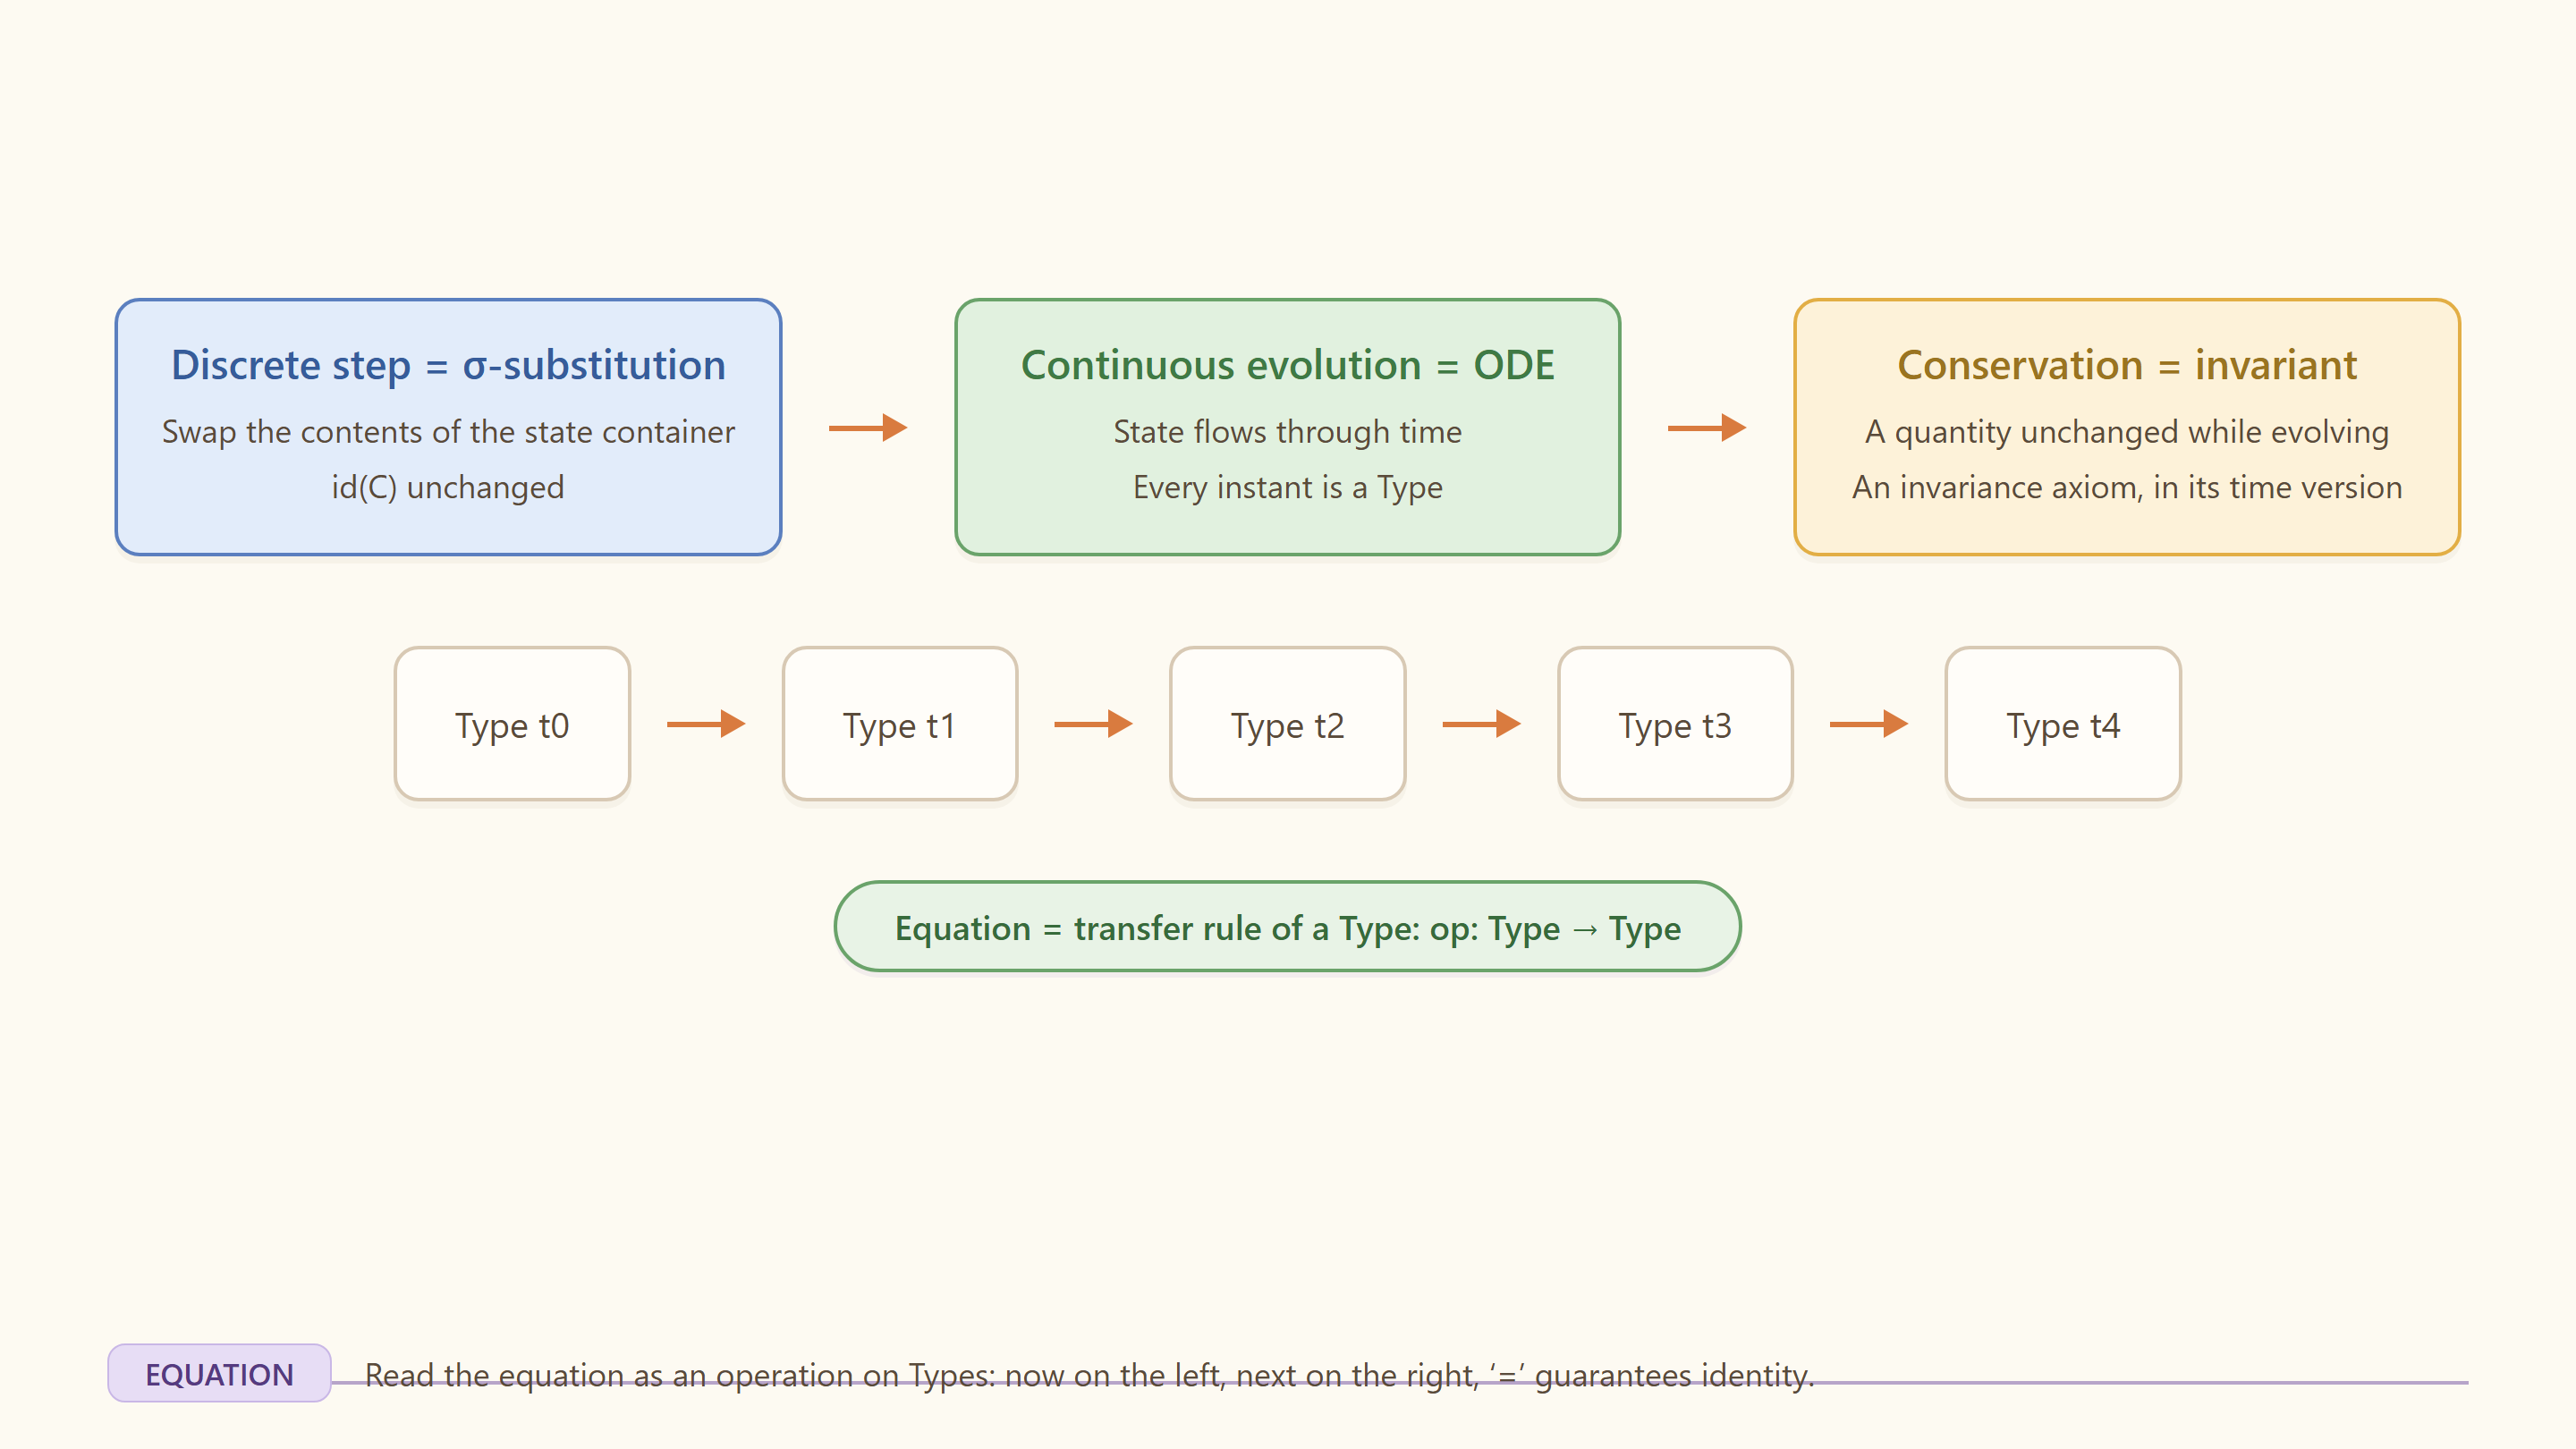 Discrete step = σ-substitution
Swap the contents of the state container
id(C) unchanged
Continuous evolution = ODE
State flows through time
Every instant is a Type
Conservation = invariant
A quantity unchanged while evolving
An invariance axiom, in its time version
Type t0
Type t1
Type t2
Type t3
Type t4
Equation = transfer rule of a Type: op: Type → Type
EQUATION
Read the equation as an operation on Types: now on the left, next on the right, ‘=’ guarantees identity.